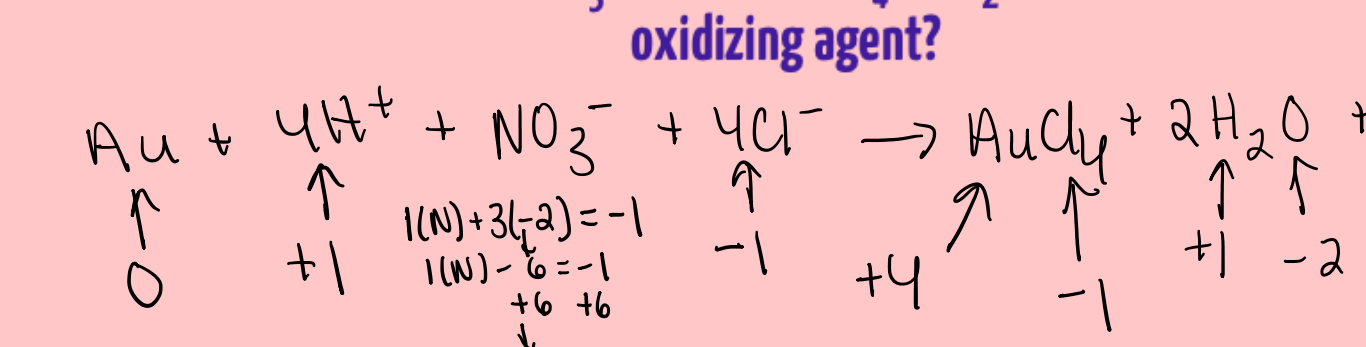 oxidizing agent?
Au + 4H⁺ + NO₃⁻ + 4Cl⁻ → AuCl₄ + 2H₂O +
1(N)+3(-2)=-1
1(N)-6=-1
+6 +6
0 +1 -1 +4 -1 +1 -2